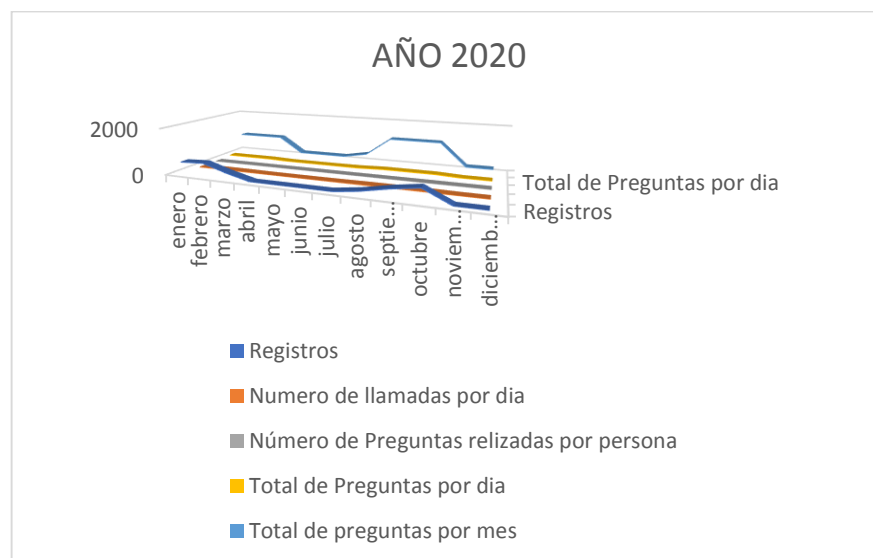 AÑO 2020
2000
0
Total de Preguntas por dia
Registros
enero
febrero
marzo
abril
mayo
junio
julio
agosto
septie...
octubre
noviem...
diciemb...
Registros
Numero de llamadas por dia
Número de Preguntas relizadas por persona
Total de Preguntas por dia
Total de preguntas por mes